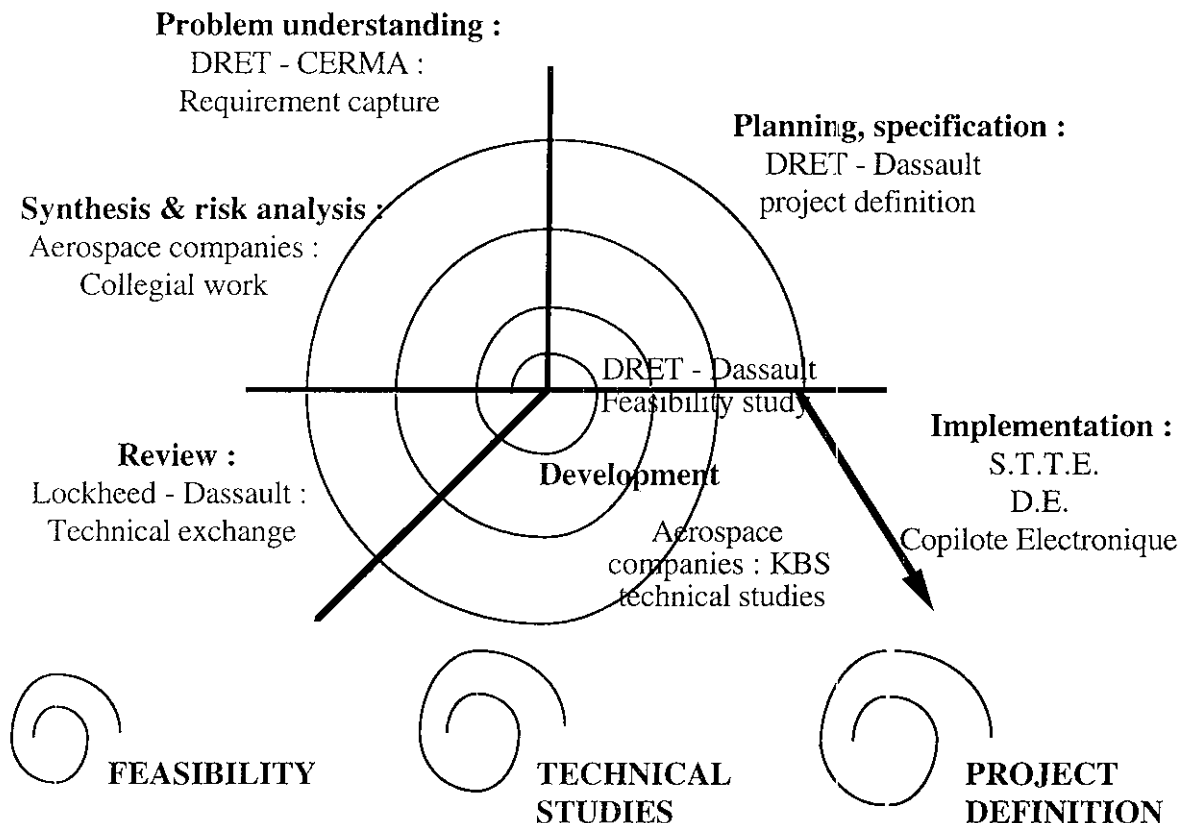 Problem understanding :
DRET - CERMA :
Requirement capture
Planning, specification :
DRET - Dassault
project definition
Synthesis & risk analysis :
Aerospace companies :
Collegial work
DRET - Dassault
Feasibility study
Review :
Lockheed - Dassault :
Technical exchange
Development
Aerospace
companies : KBS
technical studies
Implementation :
S.T.T.E.
D.E.
Copilote Electronique
FEASIBILITY
TECHNICAL
STUDIES
PROJECT
DEFINITION